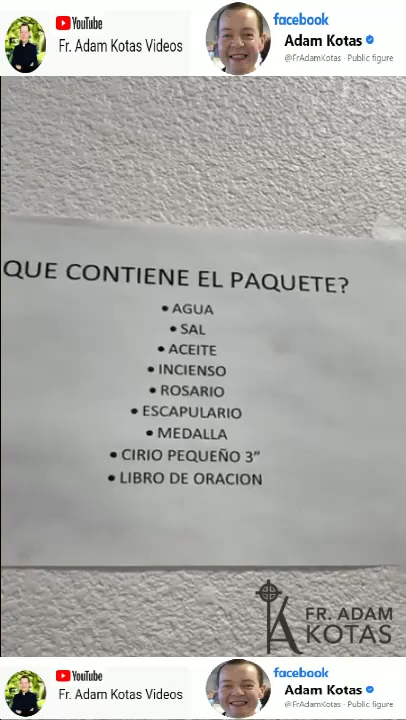 YouTube
Fr. Adam Kotas Videos
facebook
Adam Kotas
@FrAdamKotas · Public figure
QUE CONTIENE EL PAQUETE?
• AGUA
• SAL
• ACEITE
• INCIENSO
• ROSARIO
• ESCAPULARIO
• MEDALLA
• CIRIO PEQUEÑO 3”
• LIBRO DE ORACION
FR. ADAM
KOTAS
YouTube
Fr. Adam Kotas Videos
facebook
Adam Kotas
@FrAdamKotas · Public figure